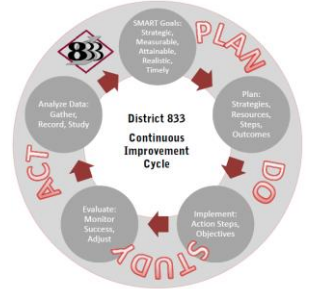 833
SMART Goals:
Strategic,
Measurable,
Attainable,
Realistic,
Timely
PLAN
Plan:
Strategies,
Resources,
Steps,
Outcomes
DO
Implement:
Action Steps,
Objectives
STUDY
Evaluate:
Monitor
Success,
Adjust
ACT
Analyze Data:
Gather,
Record, Study
District 833
Continuous
Improvement
Cycle